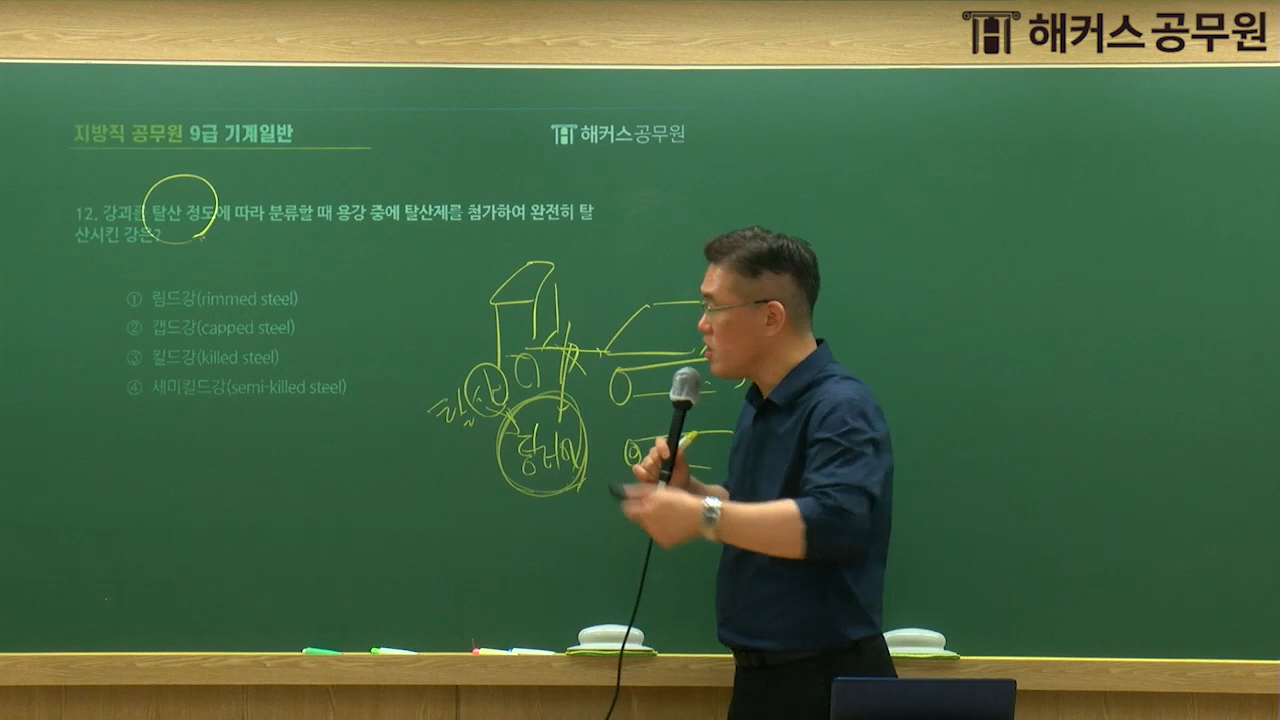 해커스공무원
지방직 공무원 9급 기계일반
해커스공무원
12. 강괴를 탈산 정도에 따라 분류할 때 용강 중에 탈산제를 첨가하여 완전히 탈
산시킨 강은?
① 림드강(rimmed steel)
② 캡드강(capped steel)
③ 킬드강(killed steel)
④ 세미킬드강(semi-killed steel)
탈산